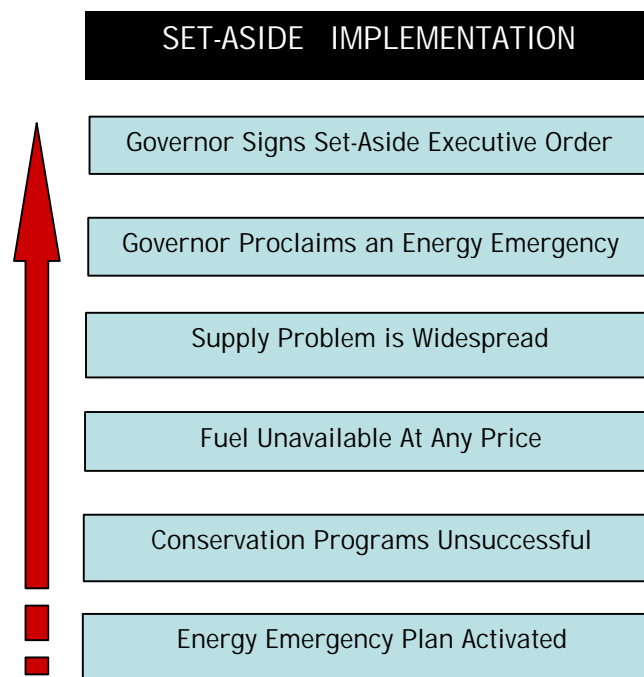 SET-ASIDE IMPLEMENTATION
Governor Signs Set-Aside Executive Order
Governor Proclaims an Energy Emergency
Supply Problem is Widespread
Fuel Unavailable At Any Price
Conservation Programs Unsuccessful
Energy Emergency Plan Activated